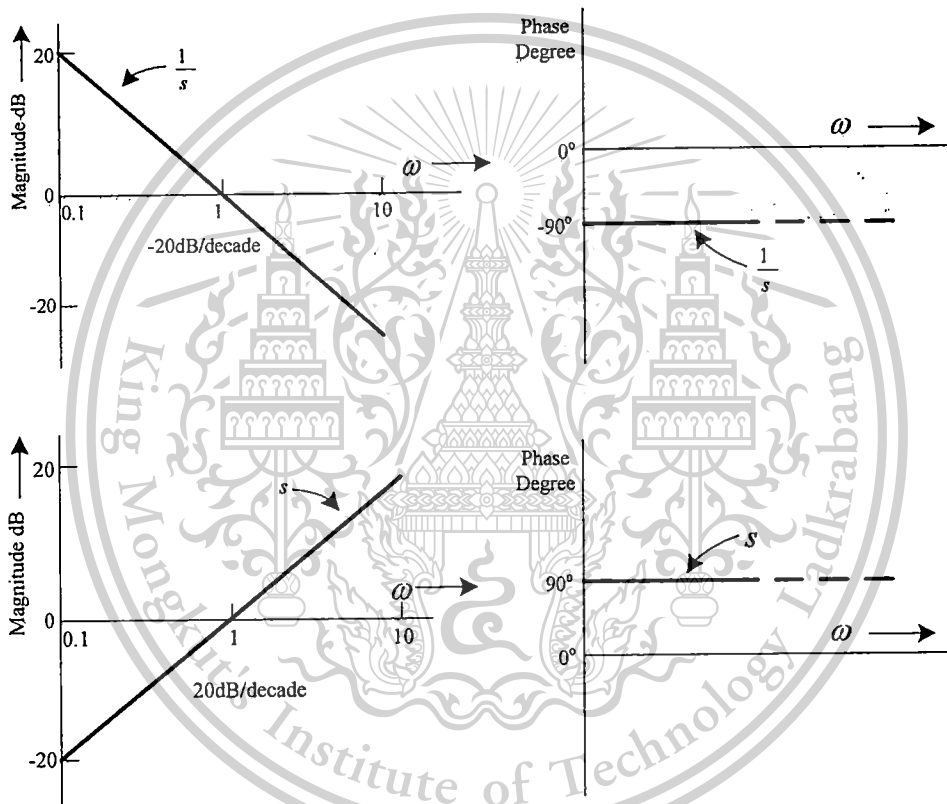 Magnitude-dB
20
0
-20
0.1
1
10
1/s
ω
-20dB/decade
Phase
Degree
0°
-90°
ω
1/s
Magnitude dB
20
0
-20
0.1
1
10
s
ω
20dB/decade
Phase
Degree
90°
0°
s
ω
King Mongkut's Institute of Technology Ladkrabang